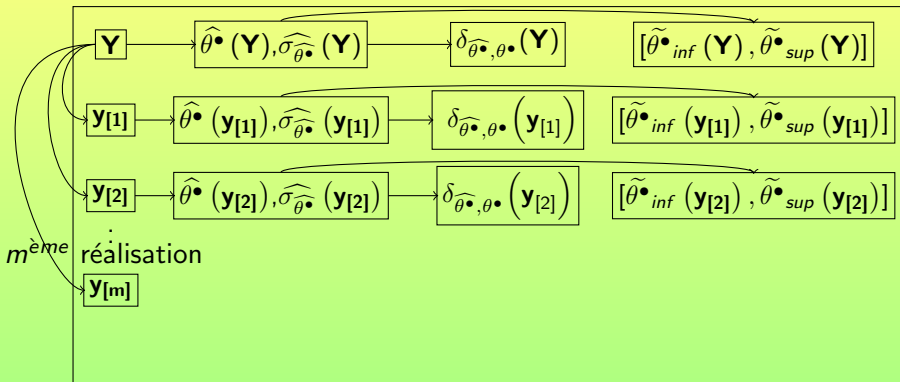 Y θ̂• (Y),σ̂_θ̂• (Y) δ_θ̂•,θ• (Y) [θ̃•_inf (Y) , θ̃•_sup (Y)]
y[1] θ̂• (y[1]),σ̂_θ̂• (y[1]) δ_θ̂•,θ• (y[1]) [θ̃•_inf (y[1]) , θ̃•_sup (y[1])]
y[2] θ̂• (y[2]),σ̂_θ̂• (y[2]) δ_θ̂•,θ• (y[2]) [θ̃•_inf (y[2]) , θ̃•_sup (y[2])]
⋮
m^ème réalisation
y[m]